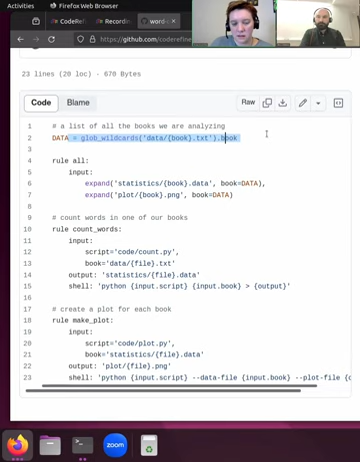 Activities
Firefox Web Browser
CodeRef
Recordin
word-c
https://github.com/coderefine
23 lines (20 loc) · 670 Bytes
Code
Blame
Raw
1 # a list of all the books we are analyzing
2 DATA = glob_wildcards('data/{book}.txt').book
3
4 rule all:
5 input:
6 expand('statistics/{book}.data', book=DATA),
7 expand('plot/{book}.png', book=DATA)
8
9 # count words in one of our books
10 rule count_words:
11 input:
12 script='code/count.py',
13 book='data/{file}.txt'
14 output: 'statistics/{file}.data'
15 shell: 'python {input.script} {input.book} > {output}'
16
17 # create a plot for each book
18 rule make_plot:
19 input:
20 script='code/plot.py',
21 book='statistics/{file}.data'
22 output: 'plot/{file}.png'
23 shell: 'python {input.script} --data-file {input.book} --plot-file {o
zoom